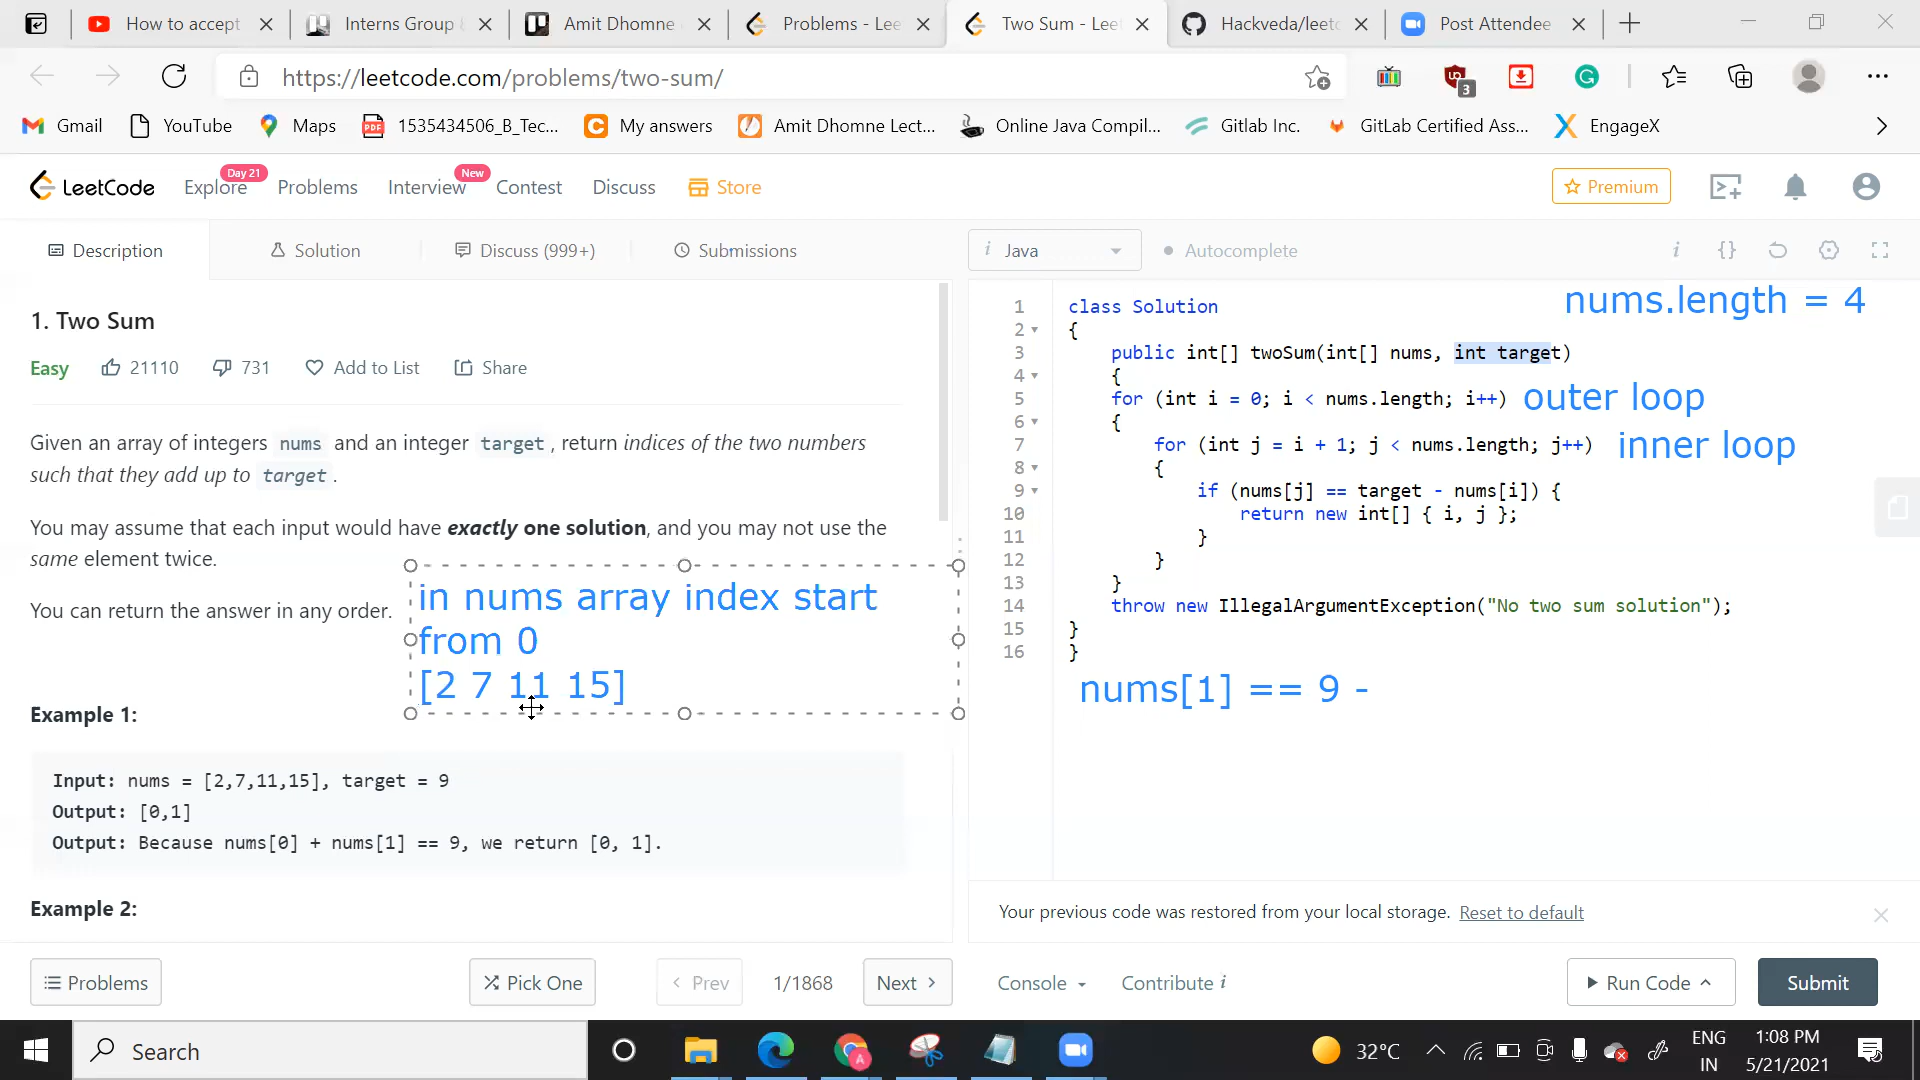 How to accept
Interns Group
Amit Dhomne
Problems - Lee
Two Sum - Leet
Hackveda/leetc
Post Attendee
https://leetcode.com/problems/two-sum/
3
Gmail
YouTube
Maps
PDF
1535434506_B_Tec...
My answers
Amit Dhomne Lect...
Online Java Compil...
Gitlab Inc.
GitLab Certified Ass...
EngageX
LeetCode
Explore
Day 21
Problems
Interview
New
Contest
Discuss
Store
Premium
Description
Solution
Discuss (999+)
Submissions
i Java
Autocomplete
1. Two Sum
Easy
21110
731
Add to List
Share
Given an array of integers nums and an integer target, return indices of the two numbers
such that they add up to target.
You may assume that each input would have exactly one solution, and you may not use the
same element twice.
You can return the answer in any order.
in nums array index start
from 0
[2 7 11 15]
Example 1:
Input: nums = [2,7,11,15], target = 9
Output: [0,1]
Output: Because nums[0] + nums[1] == 9, we return [0, 1].
Example 2:
nums.length = 4
1 class Solution
2 {
3 public int[] twoSum(int[] nums, int target)
4 {
5 for (int i = 0; i < nums.length; i++) outer loop
6 {
7 for (int j = i + 1; j < nums.length; j++) inner loop
8 {
9 if (nums[j] == target - nums[i]) {
10 return new int[] { i, j };
11 }
12 }
13 }
14 throw new IllegalArgumentException("No two sum solution");
15 }
16 }
nums[1] == 9 -
Your previous code was restored from your local storage. Reset to default
Problems
Pick One
Prev
1/1868
Next
Console
Contribute i
Run Code
Submit
Search
32°C
ENG
IN
1:08 PM
5/21/2021